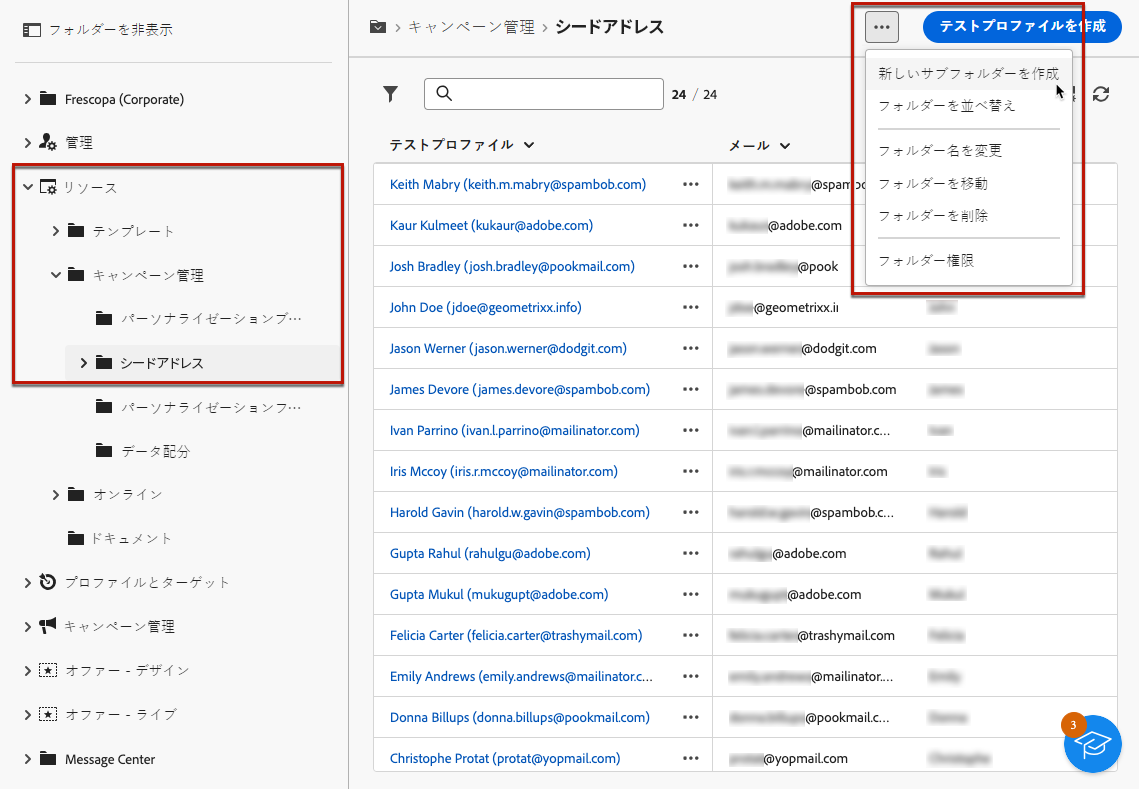 フォルダーを非表示
Frescopa (Corporate)
管理
リソース
テンプレート
キャンペーン管理
パーソナライゼーションブ…
シードアドレス
パーソナライゼーションフ…
データ配分
オンライン
ドキュメント
プロファイルとターゲット
キャンペーン管理
オファー - デザイン
オファー - ライブ
Message Center
キャンペーン管理 › シードアドレス
テストプロファイルを作成
新しいサブフォルダーを作成
フォルダーを並べ替え
フォルダー名を変更
フォルダーを移動
フォルダーを削除
フォルダー権限
24 / 24
テストプロファイル メール
Keith Mabry (keith.m.mabry@spambob.com) @spambo
Kaur Kulmeet (kukaur@adobe.com) @adobe.com
Josh Bradley (josh.bradley@pookmail.com) @pook
John Doe (jdoe@geometrixx.info) @geometrixx.in
Jason Werner (jason.werner@dodgit.com) @dodgit.com
James Devore (james.devore@spambob.com) @spambob.com
Ivan Parrino (ivan.l.parrino@mailinator.com) @mailinator.c...
Iris Mccoy (iris.r.mccoy@mailinator.com) @mailinator.com
Harold Gavin (harold.w.gavin@spambob.com) @spambob.c...
Gupta Rahul (rahulgu@adobe.com) @adobe.com
Gupta Mukul (mukugupt@adobe.com) @adobe.com
Felicia Carter (felicia.carter@trashymail.com) @trashymail.com
Emily Andrews (emily.andrews@mailinator.c... @mailinator....
Donna Billups (donna.billups@pookmail.com) @pookmail.c...
Christophe Protat (protat@yopmail.com) @yopmail.com
3